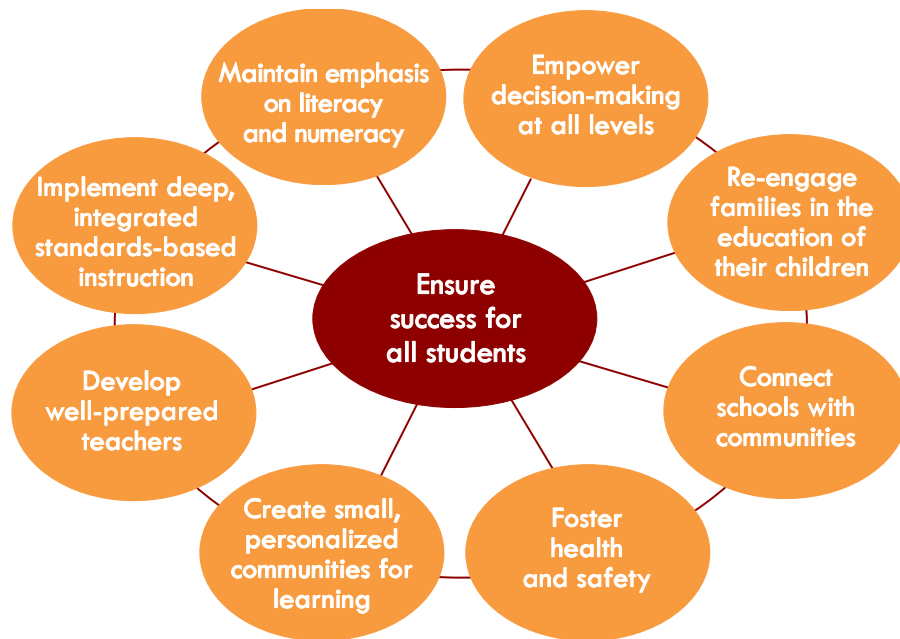 Maintain emphasis
on literacy
and numeracy
Empower
decision-making
at all levels
Re-engage
families in the
education of
their children
Connect
schools with
communities
Foster
health
and safety
Create small,
personalized
communities for
learning
Develop
well-prepared
teachers
Implement deep,
integrated
standards-based
instruction
Ensure
success for
all students